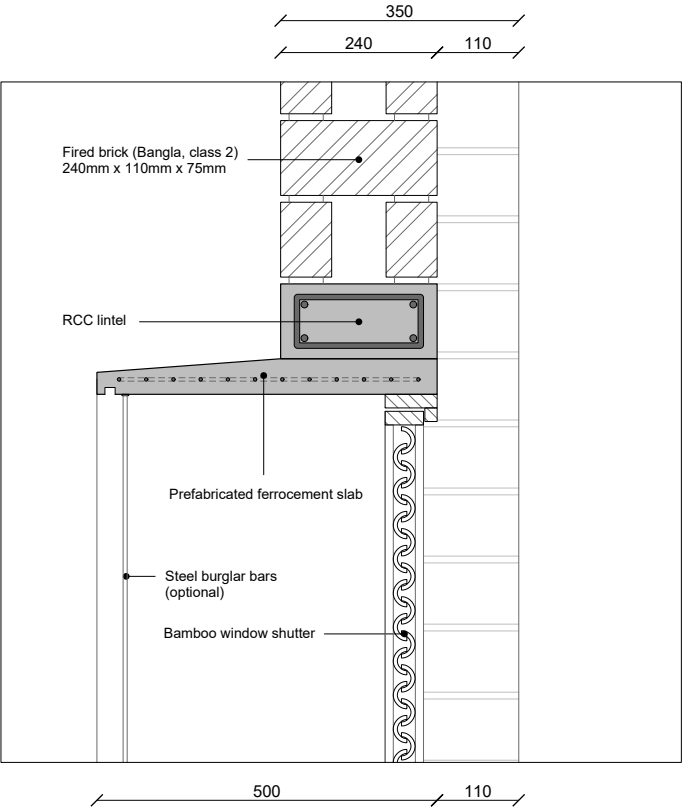 350
240
110
Fired brick (Bangla, class 2)
240mm x 110mm x 75mm
RCC lintel
Prefabricated ferrocement slab
Steel burglar bars
(optional)
Bamboo window shutter
500
110